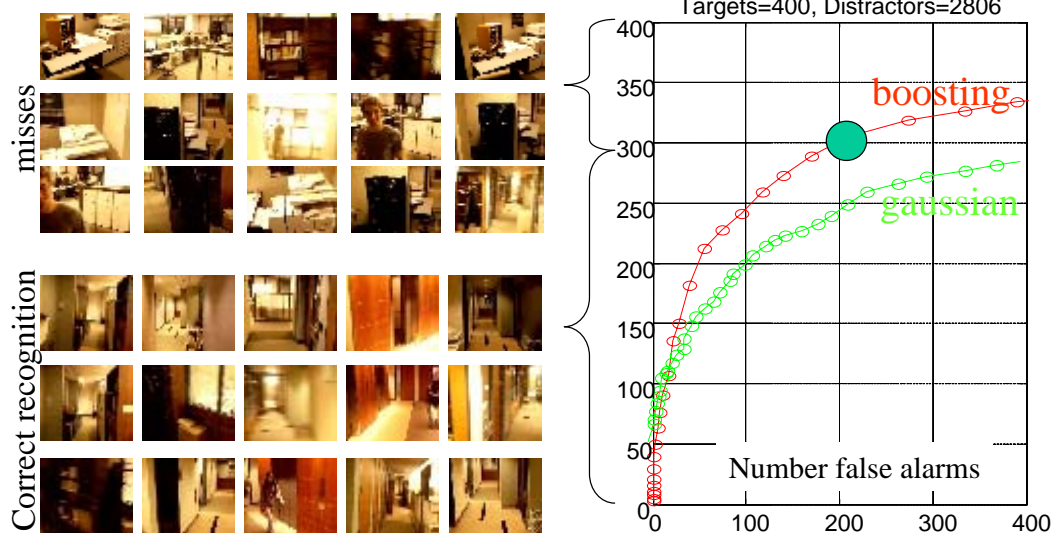 misses
Correct recognition
Targets=400, Distractors=2806
400
350
300
250
200
150
100
50
0
boosting
gaussian
Number false alarms
0
100
200
300
400